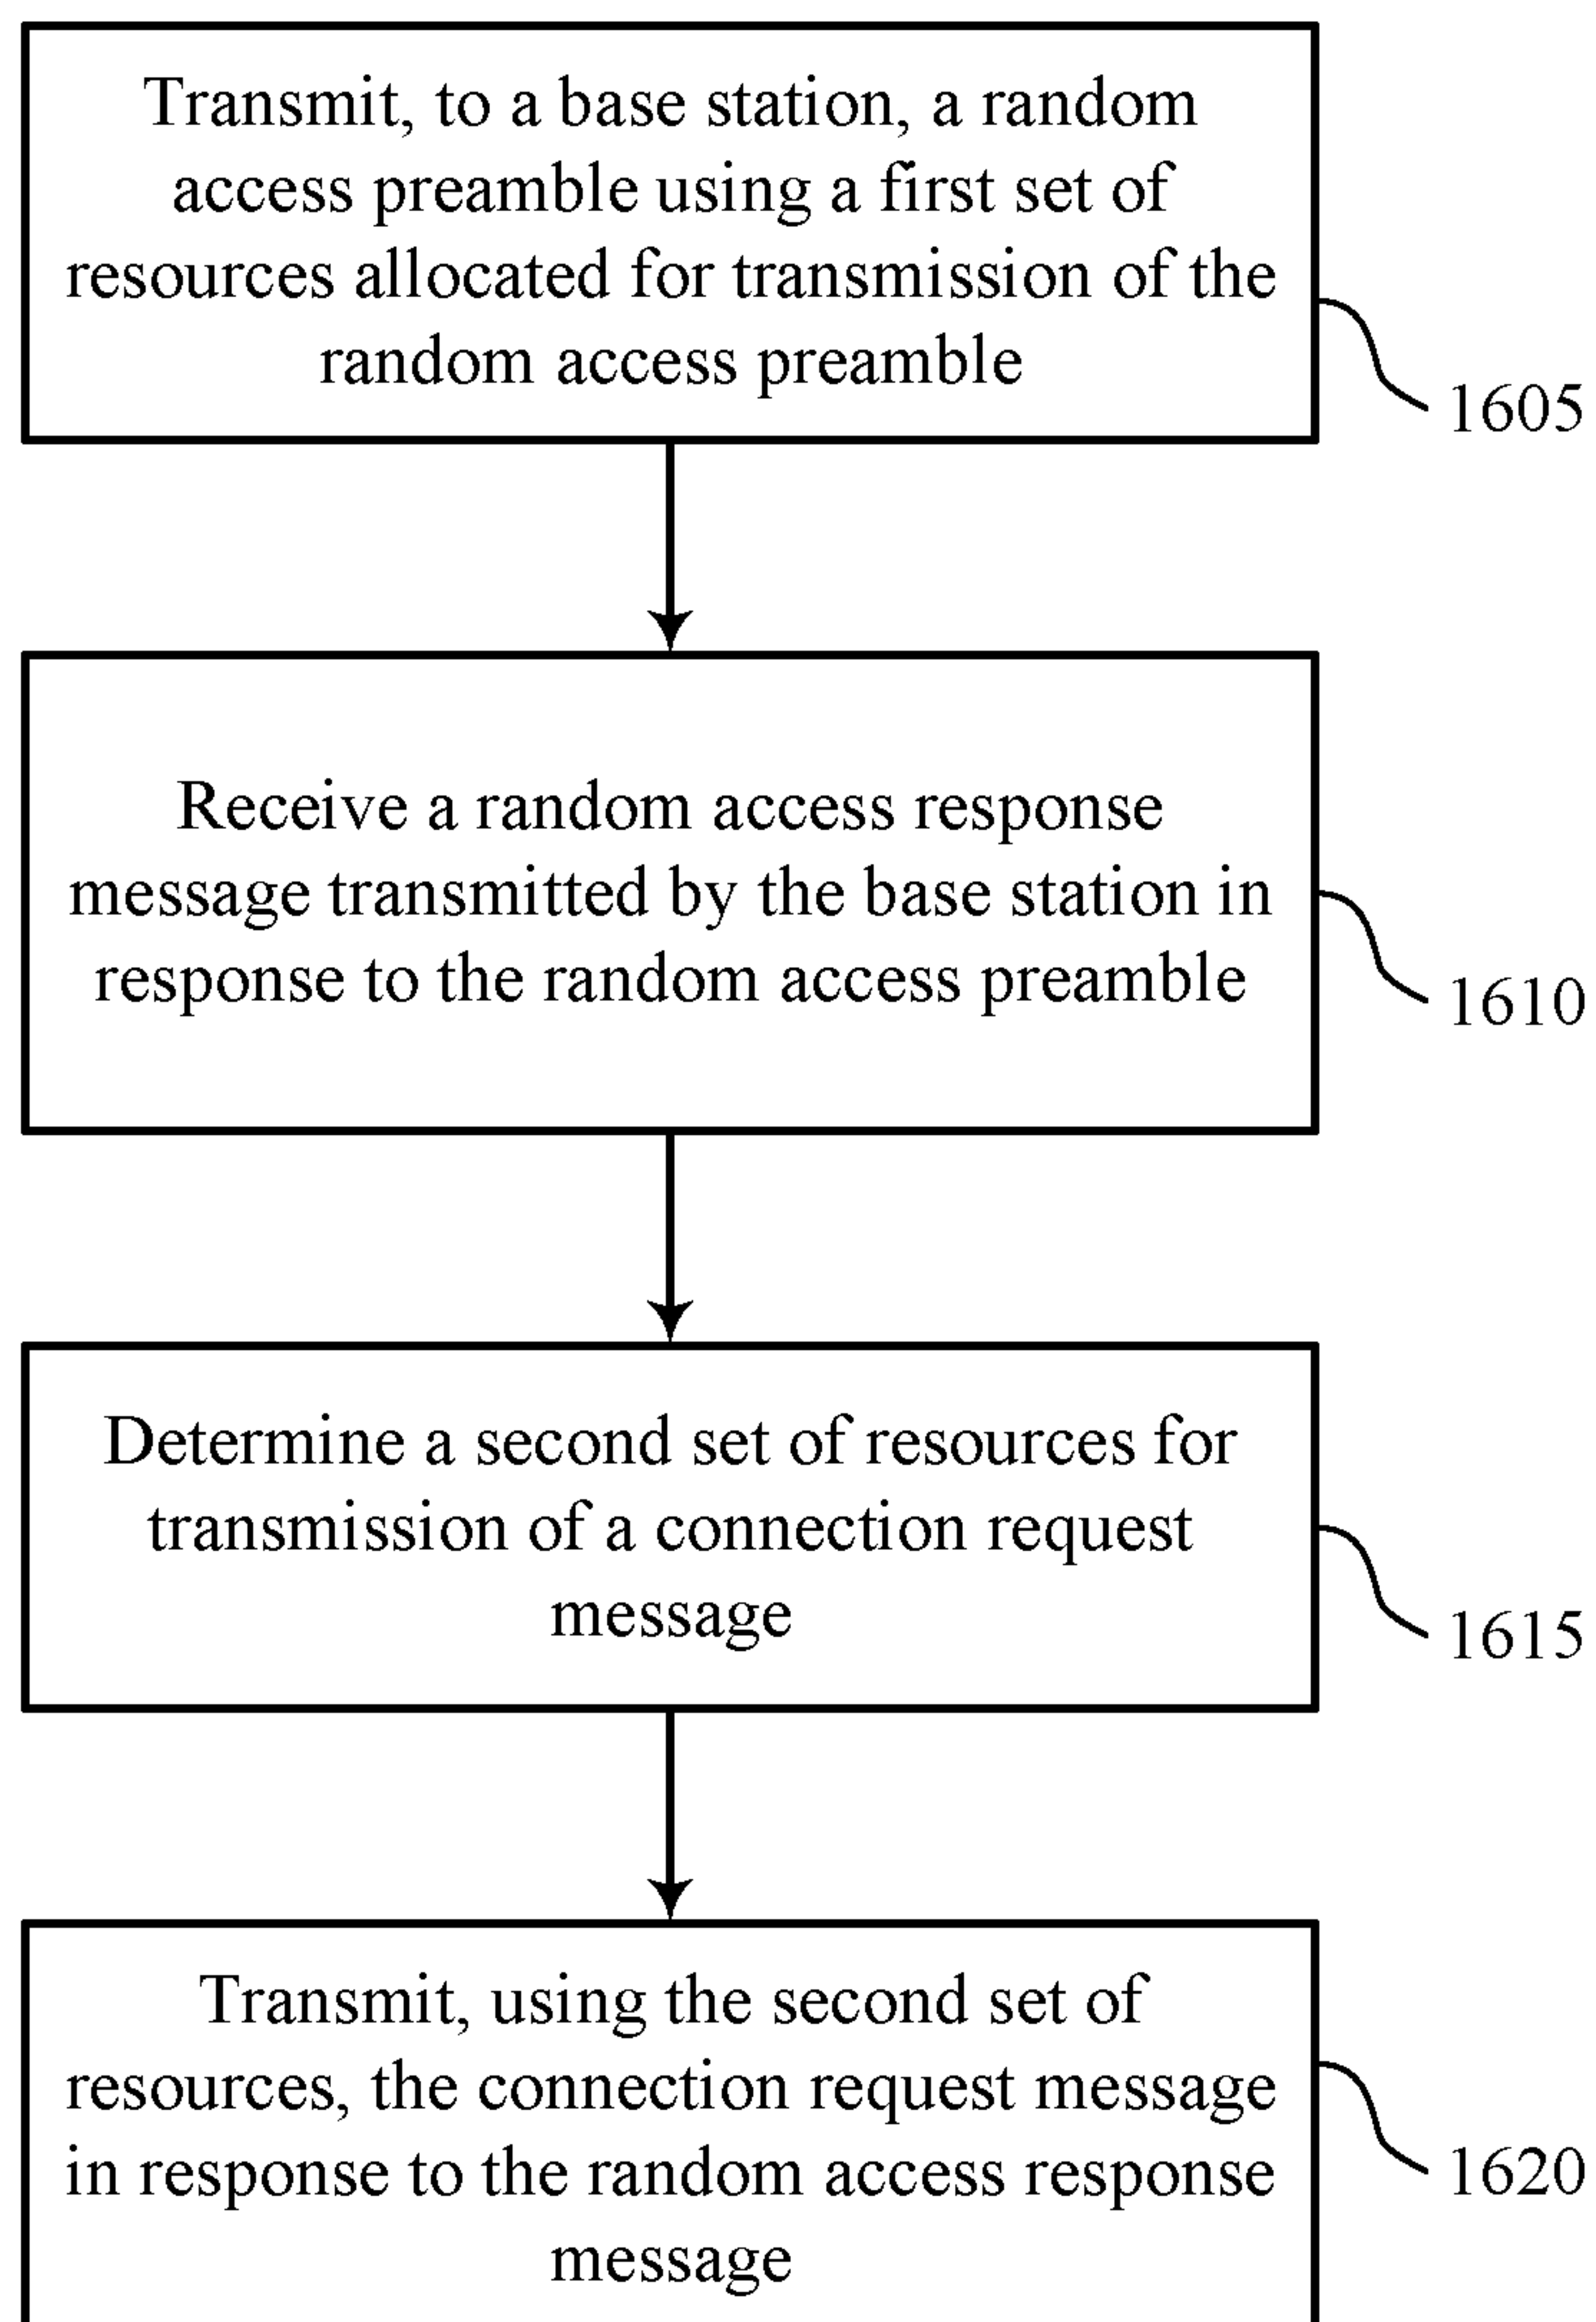 Transmit, to a base station, a random
access preamble using a first set of
resources allocated for transmission of the
random access preamble
1605
Receive a random access response
message transmitted by the base station in
response to the random access preamble
1610
Determine a second set of resources for
transmission of a connection request
message
1615
Transmit, using the second set of
resources, the connection request message
in response to the random access response
message
1620